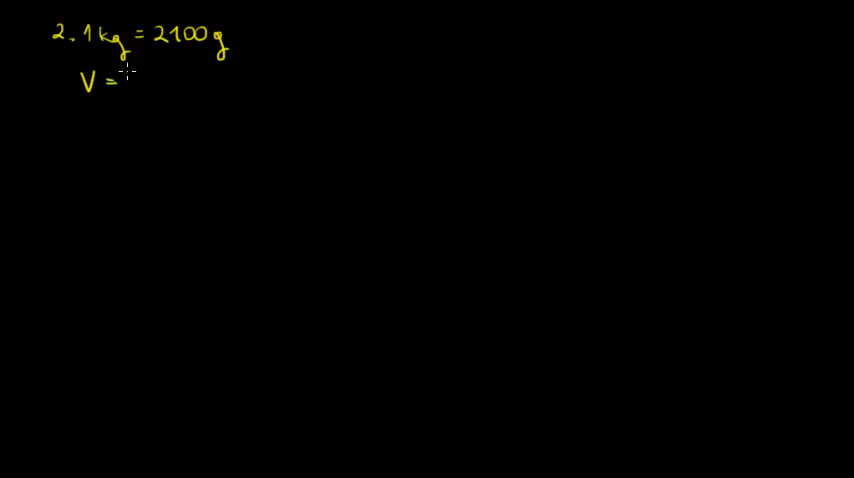 2.1kg = 2100g
V =